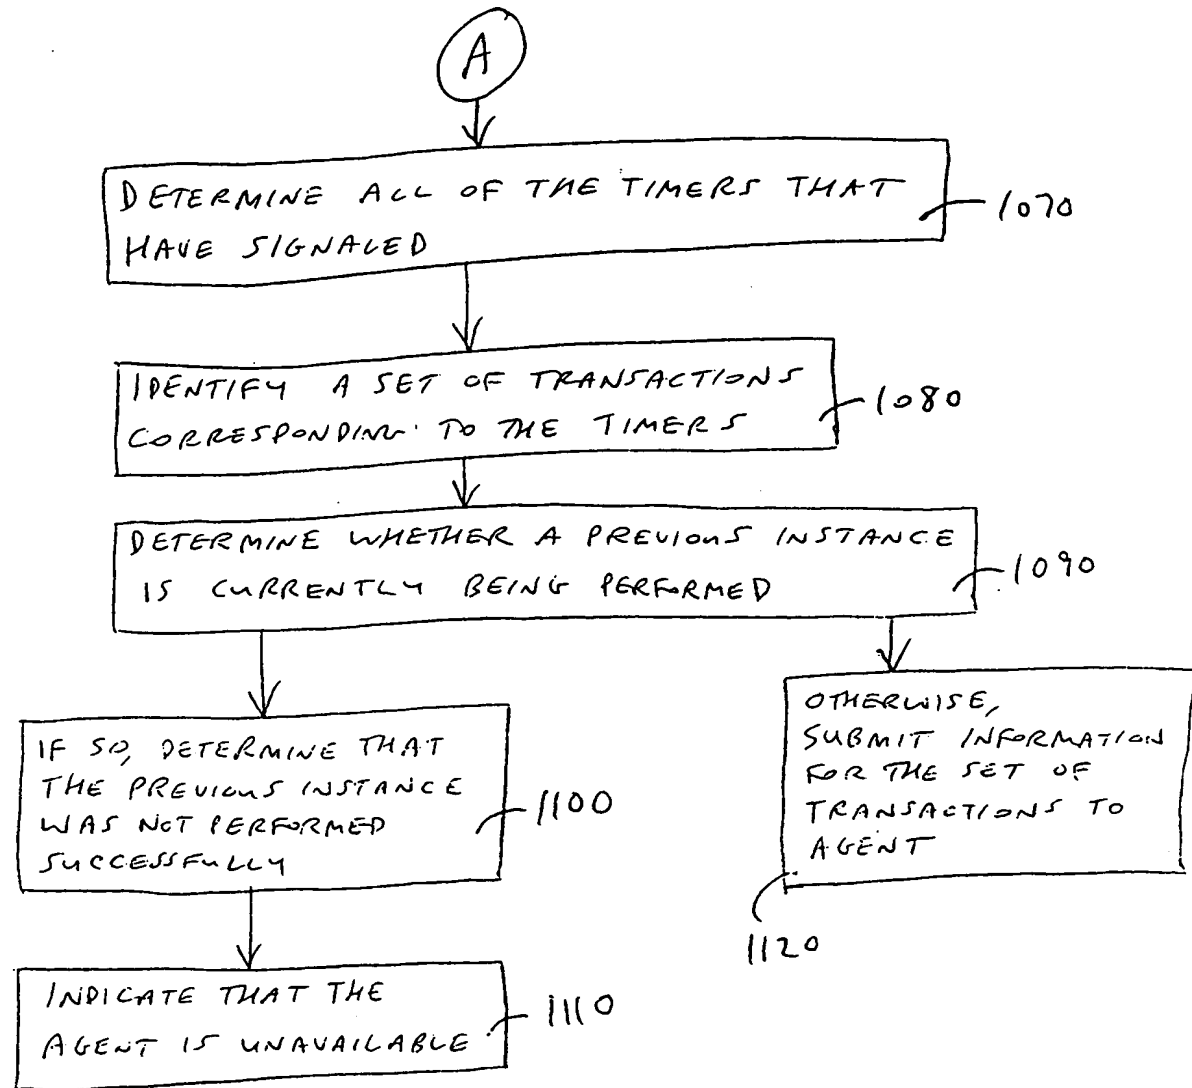 A
DETERMINE ALL OF THE TIMERS THAT
HAVE SIGNALED
1070
IDENTIFY A SET OF TRANSACTIONS
CORRESPONDING TO THE TIMERS
1080
DETERMINE WHETHER A PREVIOUS INSTANCE
IS CURRENTLY BEING PERFORMED
1090
IF SO, DETERMINE THAT
THE PREVIOUS INSTANCE
WAS NOT PERFORMED
SUCCESSFULLY
1100
OTHERWISE,
SUBMIT INFORMATION
FOR THE SET OF
TRANSACTIONS TO
AGENT
1120
INDICATE THAT THE
AGENT IS UNAVAILABLE
1110